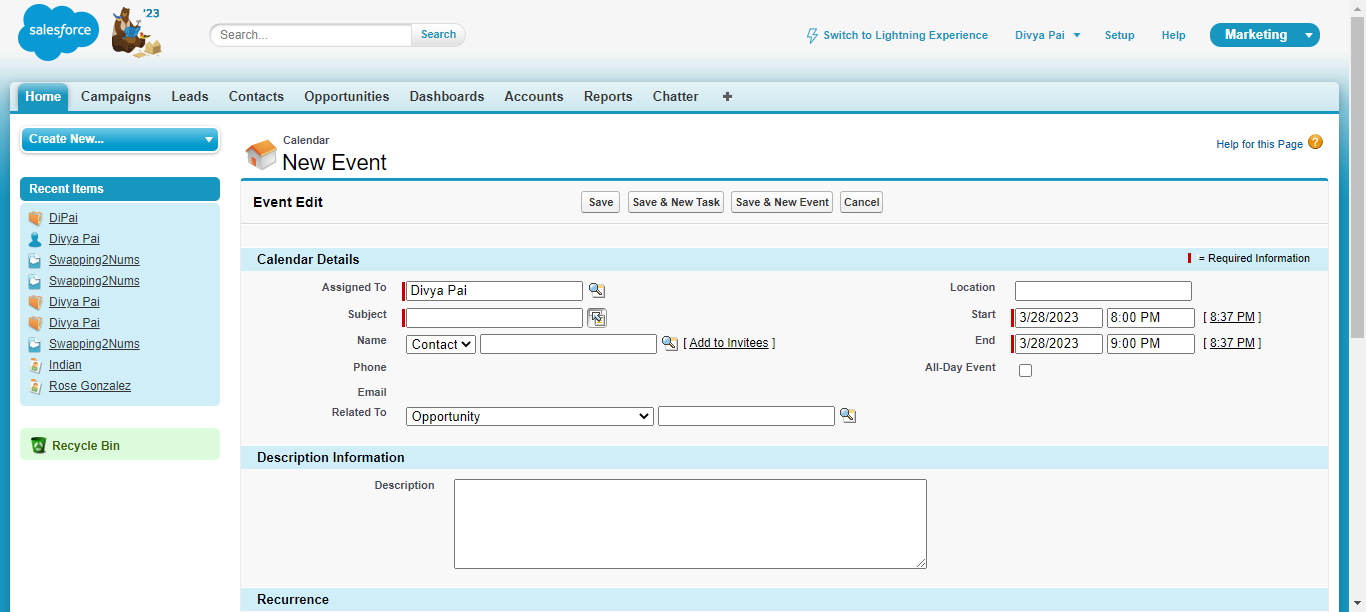 salesforce
'23
Search...
Search
Switch to Lightning Experience
Divya Pai
Setup
Help
Marketing
Home Campaigns Leads Contacts Opportunities Dashboards Accounts Reports Chatter +
Create New...
Recent Items
DiPai
Divya Pai
Swapping2Nums
Swapping2Nums
Divya Pai
Divya Pai
Swapping2Nums
Indian
Rose Gonzalez
Recycle Bin
Calendar
New Event
Help for this Page ?
Event Edit
Save Save & New Task Save & New Event Cancel
Calendar Details
= Required Information
Assigned To Divya Pai
Location
Subject
Start 3/28/2023 8:00 PM [ 8:37 PM ]
Name Contact [ Add to Invitees ]
End 3/28/2023 9:00 PM [ 8:37 PM ]
Phone
All-Day Event
Email
Related To Opportunity
Description Information
Description
Recurrence